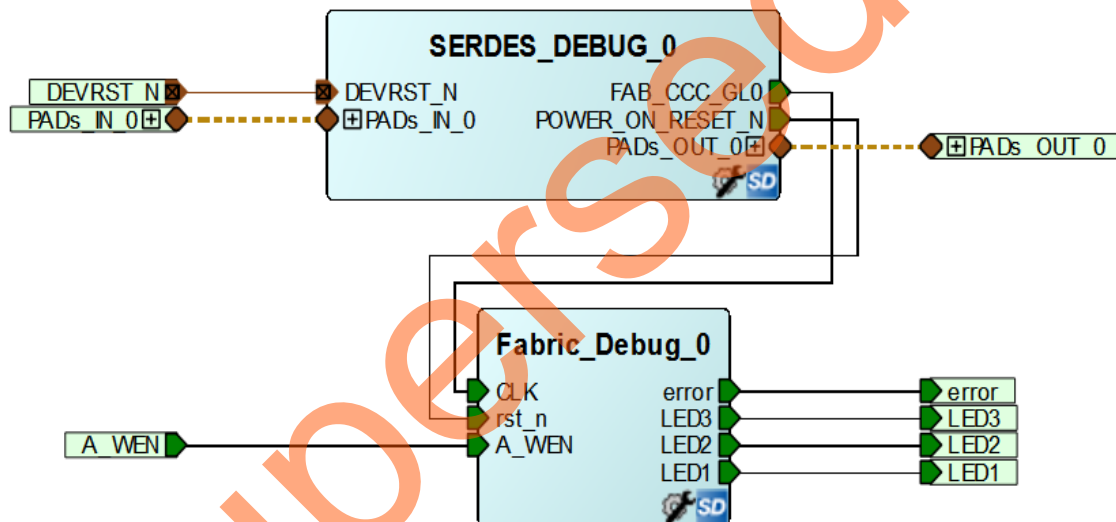 SERDES_DEBUG_0
DEVRST_N DEVRST_N FAB_CCC_GL0
PADs_IN_0 PADs_IN_0 POWER_ON_RESET_N
PADs_OUT_0 PADs_OUT_0
SD
Fabric_Debug_0
CLK error error
rst_n LED3 LED3
A_WEN A_WEN LED2 LED2
LED1 LED1
SD
Superseded